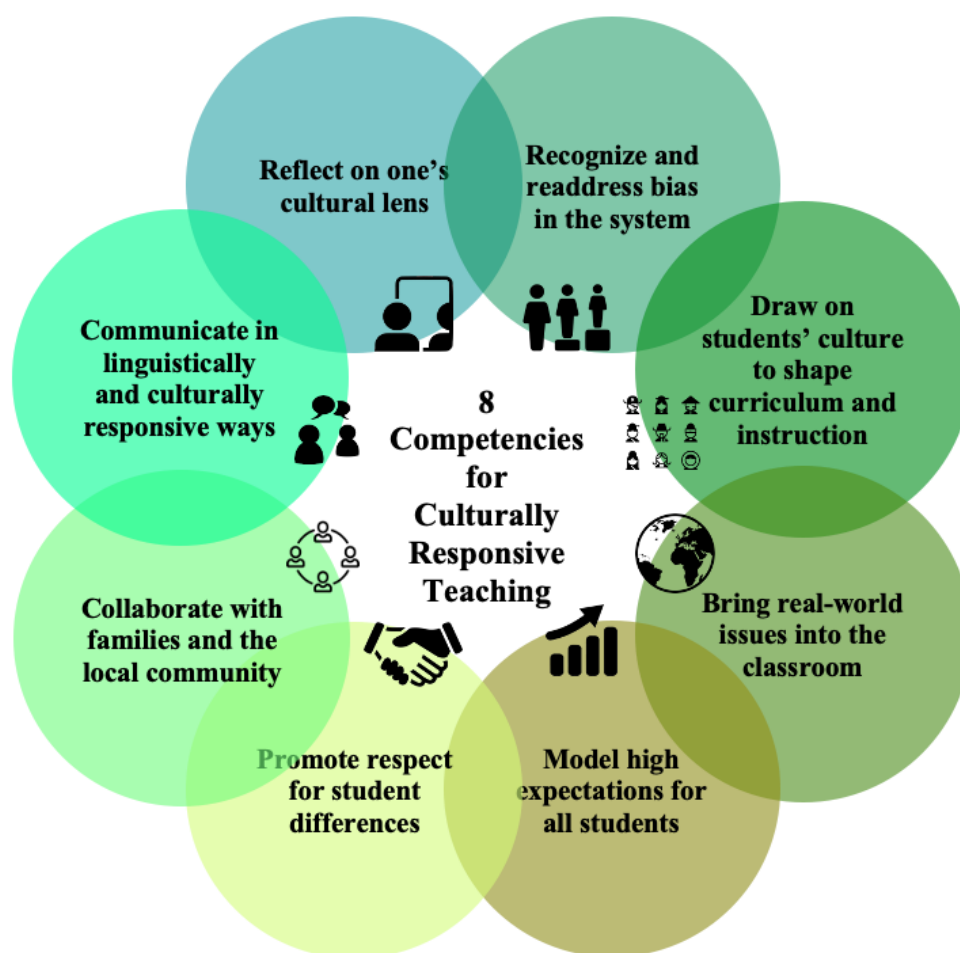 Reflect on one's
cultural lens
Recognize and
readdress bias
in the system
Draw on
students' culture
to shape
curriculum and
instruction
Bring real-world
issues into the
classroom
Model high
expectations for
all students
Promote respect
for student
differences
Collaborate with
families and the
local community
Communicate in
linguistically
and culturally
responsive ways
8
Competencies
for
Culturally
Responsive
Teaching